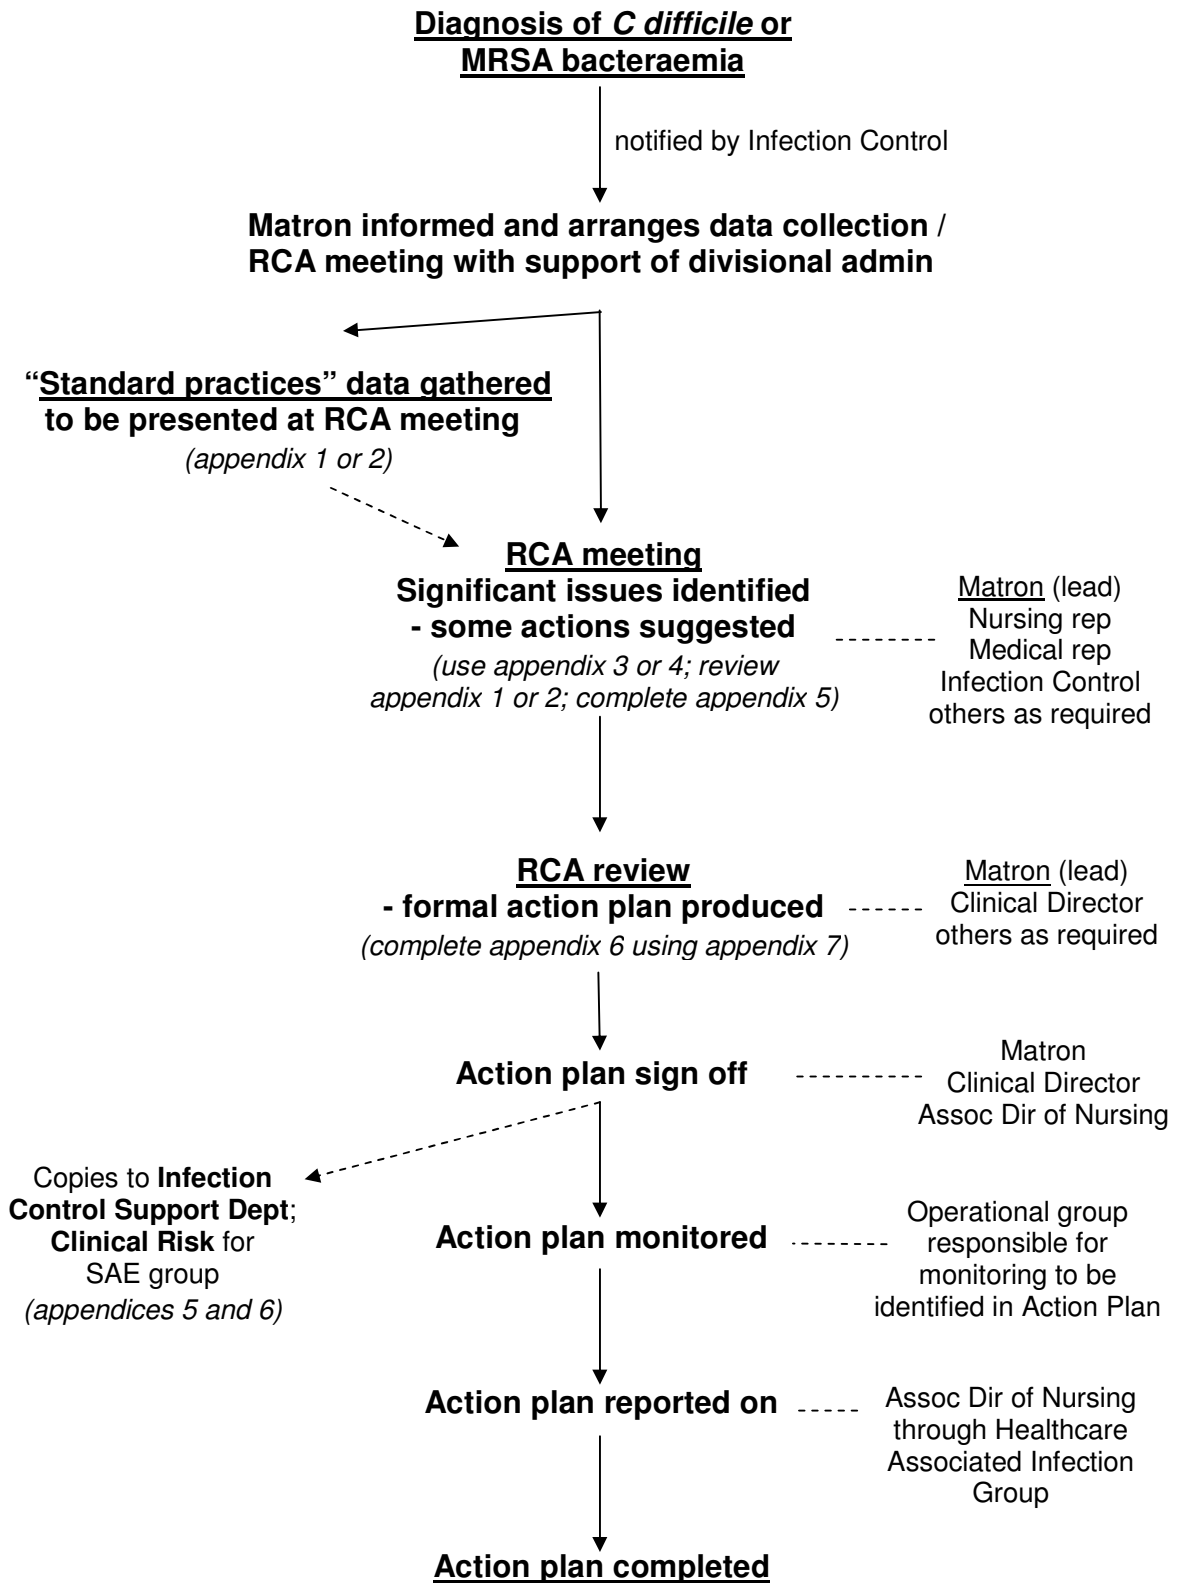 Diagnosis of C difficile or
MRSA bacteraemia
notified by Infection Control
Matron informed and arranges data collection /
RCA meeting with support of divisional admin
“Standard practices” data gathered
to be presented at RCA meeting
(appendix 1 or 2)
RCA meeting
Significant issues identified
- some actions suggested
(use appendix 3 or 4; review
appendix 1 or 2; complete appendix 5)
Matron (lead)
Nursing rep
Medical rep
Infection Control
others as required
RCA review
- formal action plan produced
(complete appendix 6 using appendix 7)
Matron (lead)
Clinical Director
others as required
Action plan sign off
Matron
Clinical Director
Assoc Dir of Nursing
Copies to Infection
Control Support Dept;
Clinical Risk for
SAE group
(appendices 5 and 6)
Action plan monitored
Operational group
responsible for
monitoring to be
identified in Action Plan
Action plan reported on
Assoc Dir of Nursing
through Healthcare
Associated Infection
Group
Action plan completed